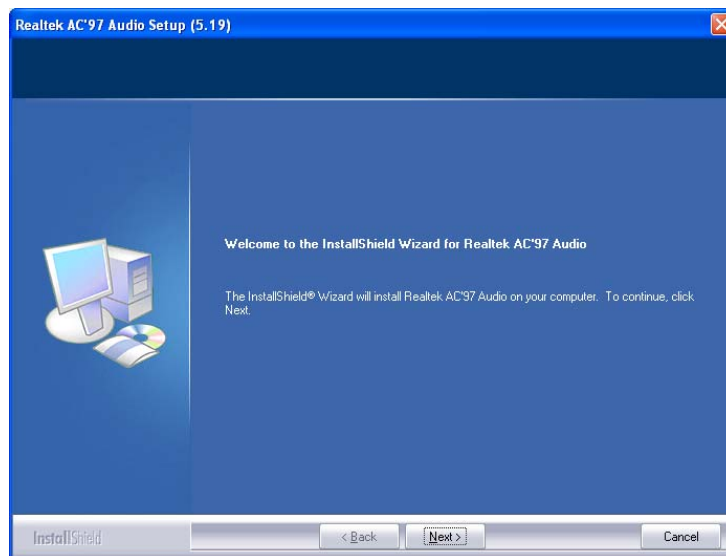 Realtek AC'97 Audio Setup (5.19)
Welcome to the InstallShield Wizard for Realtek AC'97 Audio
The InstallShield® Wizard will install Realtek AC'97 Audio on your computer. To continue, click
Next.
InstallShield
< Back
Next >
Cancel